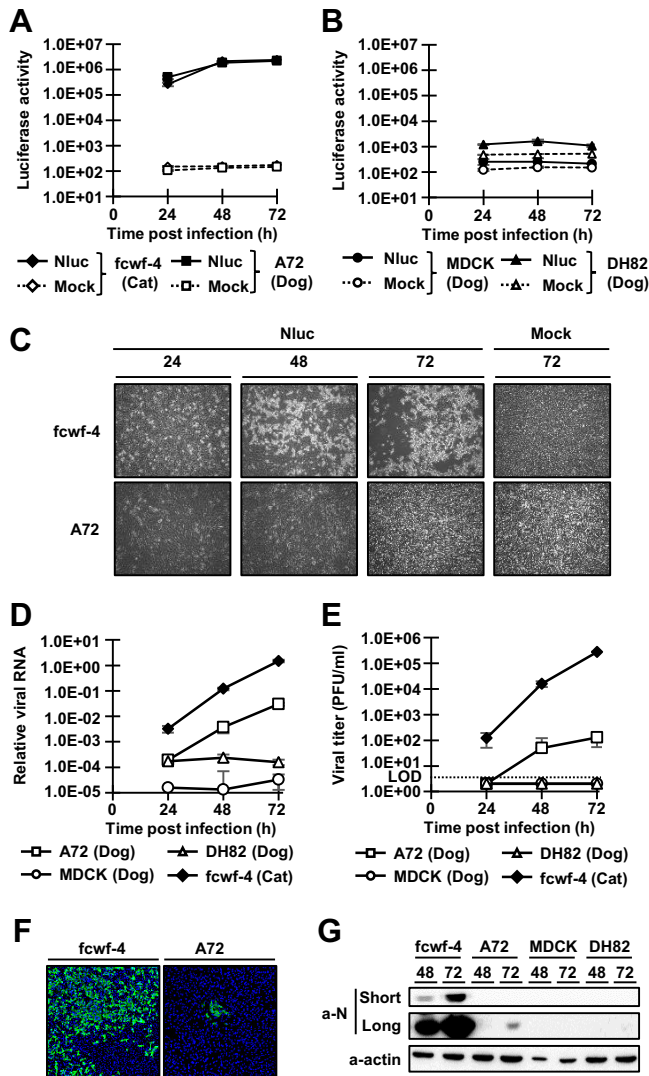 A
Luciferase activity
1.0E+07
1.0E+06
1.0E+05
1.0E+04
1.0E+03
1.0E+02
1.0E+01
0 24 48 72
Time post infection (h)
Nluc
Mock
fcwf-4
(Cat)
Nluc
Mock
A72
(Dog)
B
Luciferase activity
1.0E+07
1.0E+06
1.0E+05
1.0E+04
1.0E+03
1.0E+02
1.0E+01
0 24 48 72
Time post infection (h)
Nluc
Mock
MDCK
(Dog)
Nluc
Mock
DH82
(Dog)
C
Nluc Mock
24 48 72 72
fcwf-4
A72
D
Relative viral RNA
1.0E+01
1.0E+00
1.0E-01
1.0E-02
1.0E-03
1.0E-04
1.0E-05
0 24 48 72
Time post infection (h)
A72 (Dog) DH82 (Dog)
MDCK (Dog) fcwf-4 (Cat)
E
Viral titer (PFU/ml)
1.0E+06
1.0E+05
1.0E+04
1.0E+03
1.0E+02
1.0E+01
LOD
1.0E+00
0 24 48 72
Time post infection (h)
A72 (Dog) DH82 (Dog)
MDCK (Dog) fcwf-4 (Cat)
F
fcwf-4 A72
G
fcwf-4 A72 MDCK DH82
48 72 48 72 48 72 48 72
a-N
Short
Long
a-actin